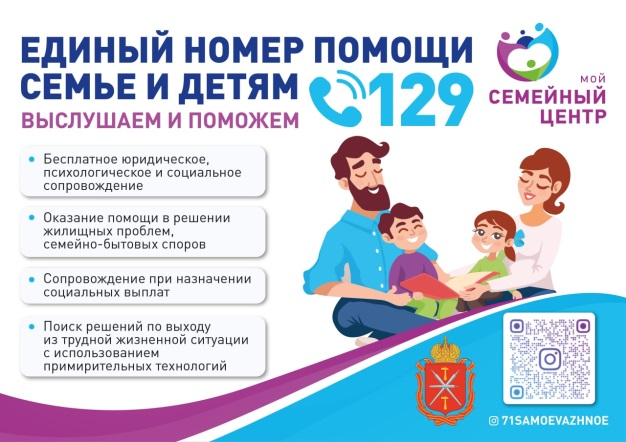 ЕДИНЫЙ НОМЕР ПОМОЩИ
СЕМЬЕ И ДЕТЯМ
129
ВЫСЛУШАЕМ И ПОМОЖЕМ
МОЙ
СЕМЕЙНЫЙ
ЦЕНТР
Бесплатное юридическое,
психологическое и социальное
сопровождение
Оказание помощи в решении
жилищных проблем,
семейно-бытовых споров
Сопровождение при назначении
социальных выплат
Поиск решений по выходу
из трудной жизненной ситуации
с использованием
примирительных технологий
71SAMOEVAZHNOE